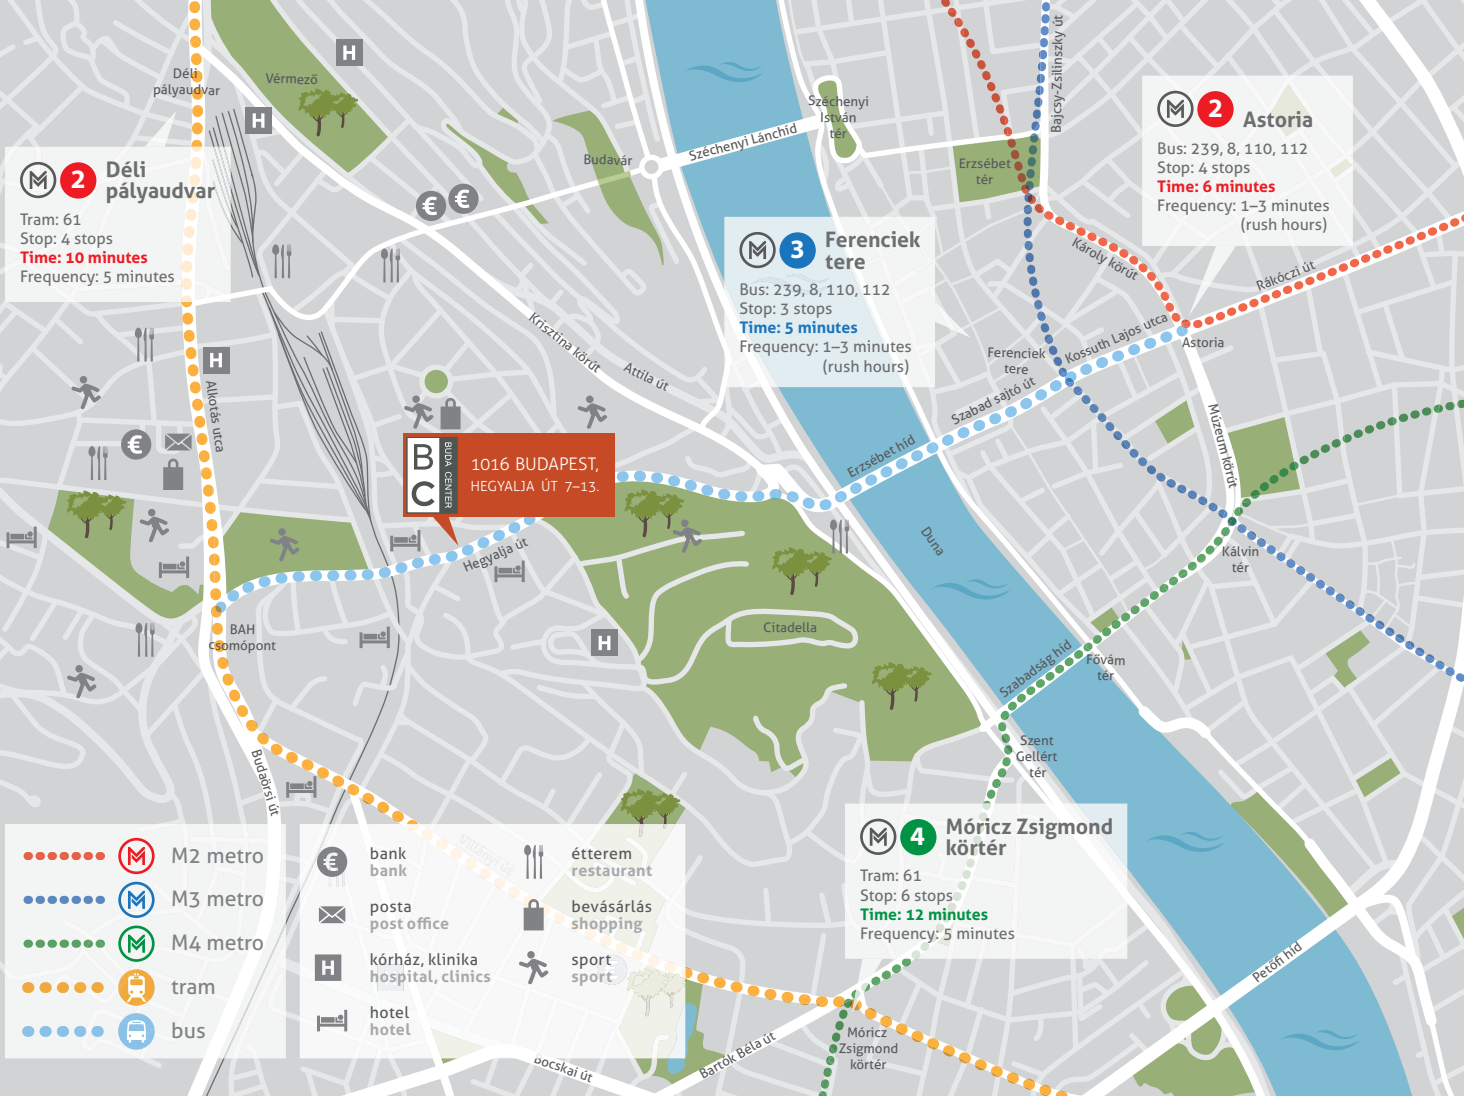 Déli
pályaudvar
Vérmező
H
H
Budavár
Széchenyi Lánchíd
Széchenyi
István
tér
Erzsébet
tér
Bajcsy-Zsilinszky út
M 2 Astoria
Bus: 239, 8, 110, 112
Stop: 4 stops
Time: 6 minutes
Frequency: 1–3 minutes
(rush hours)
M 2 Déli
pályaudvar
Tram: 61
Stop: 4 stops
Time: 10 minutes
Frequency: 5 minutes
€ €
M 3 Ferenciek
tere
Bus: 239, 8, 110, 112
Stop: 3 stops
Time: 5 minutes
Frequency: 1–3 minutes
(rush hours)
Károly körút
Rákóczi út
Krisztina körút
Attila út
Kossuth Lajos utca
Astoria
Ferenciek
tere
Szabad sajtó út
H
Alkotás utca
€
Múzeum körút
Erzsébet híd
B
C
BUDA CENTER
1016 BUDAPEST,
HEGYALJA ÚT 7–13.
Hegyalja út
Duna
Kálvin
tér
BAH
csomópont
H
Citadella
Szabadság híd
Fővám
tér
Szent
Gellért
tér
Budaörsi út
Villányi út
M 4 Móricz Zsigmond
körtér
Tram: 61
Stop: 6 stops
Time: 12 minutes
Frequency: 5 minutes
M M2 metro
M M3 metro
M M4 metro
tram
bus
€ bank
bank
posta
post office
H kórház, klinika
hospital, clinics
hotel
hotel
étterem
restaurant
bevásárlás
shopping
sport
sport
Petőfi híd
Móricz
Zsigmond
körtér
Bartók Béla út
Bocskai út